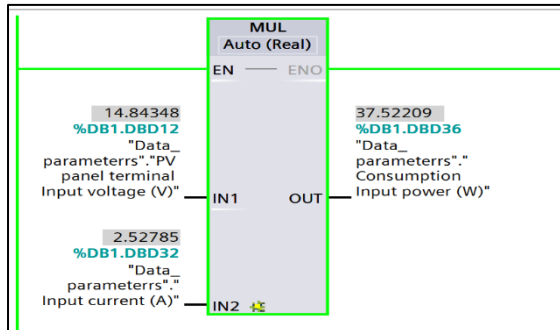 MUL
Auto (Real)
EN
ENO
14.84348
%DB1.DBD12
"Data_
parameterrs"."PV
panel terminal
Input voltage (V)"
IN1
37.52209
%DB1.DBD36
"Data_
parameterrs"."
Consumption
Input power (W)"
OUT
2.52785
%DB1.DBD32
"Data_
parameterrs"."
Input current (A)"
IN2